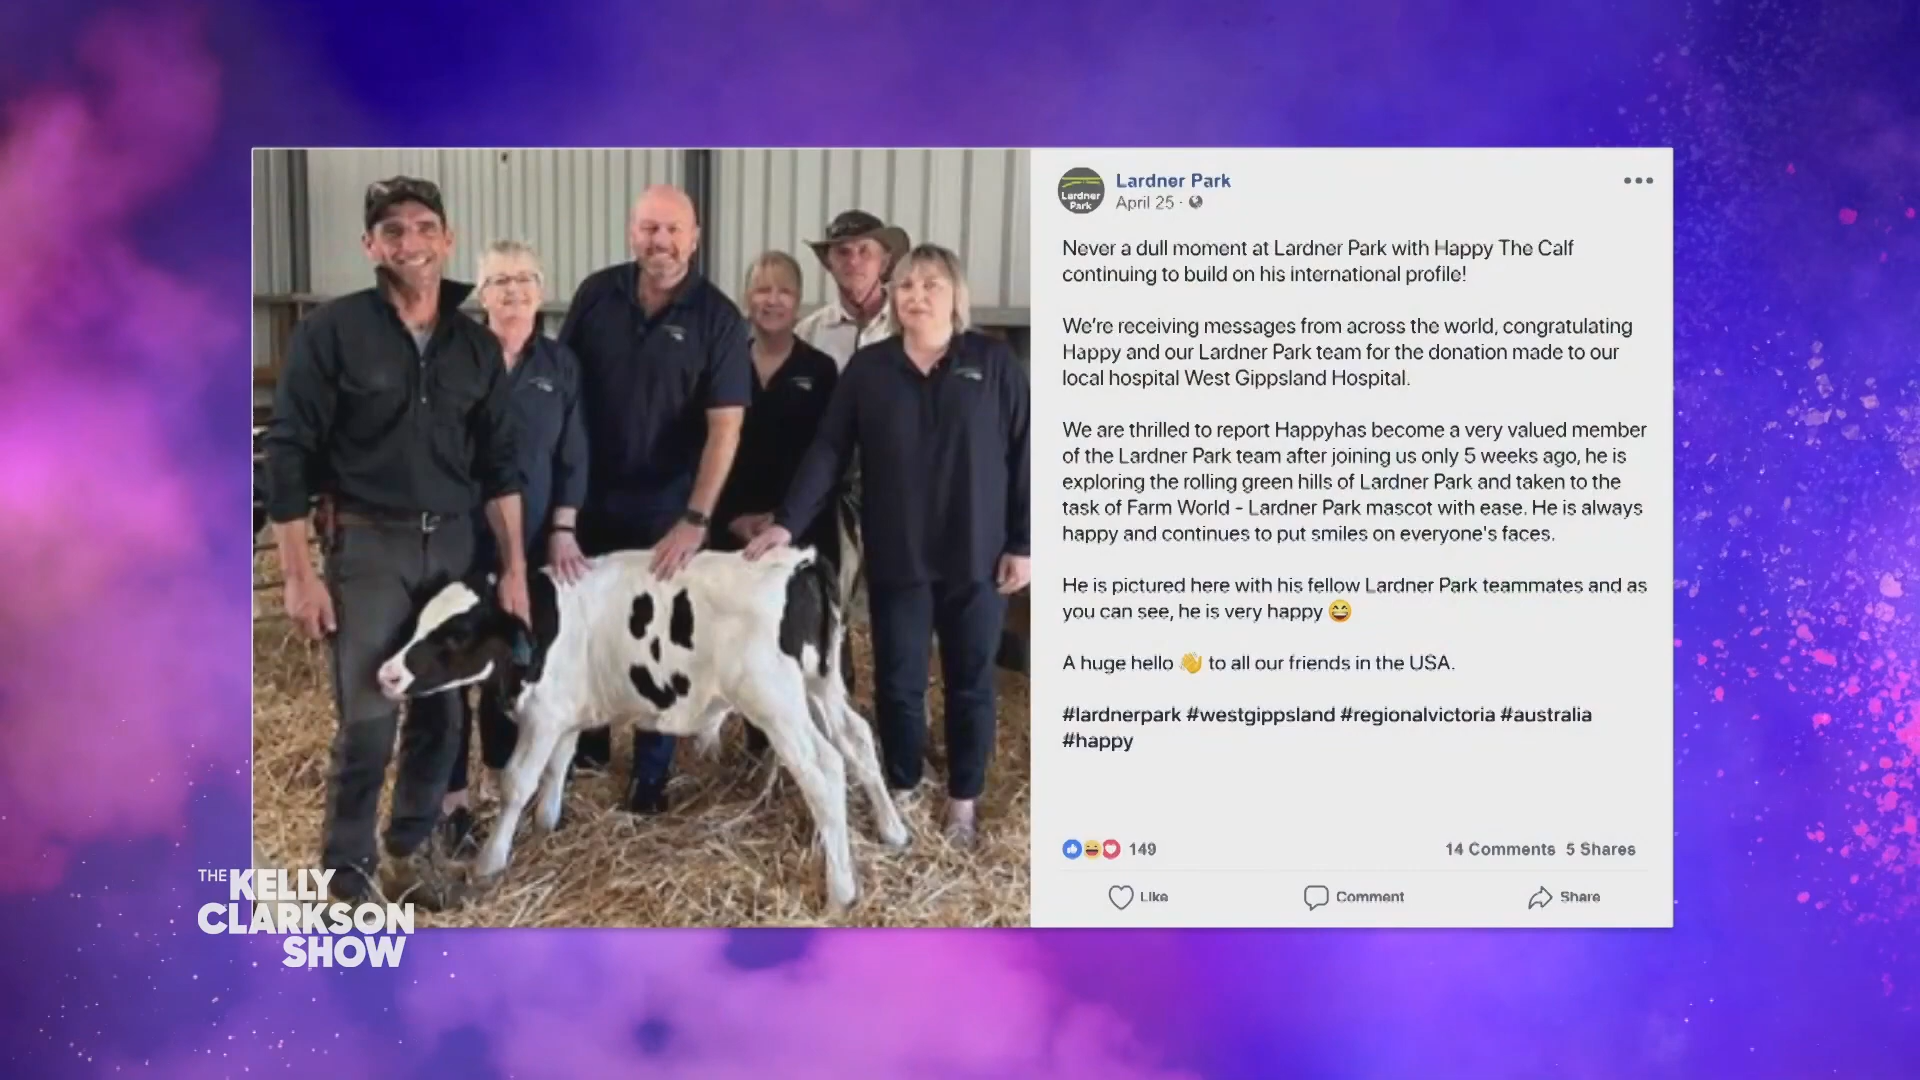 Lardner Park
Lardner
Park
April 25 ·
Never a dull moment at Lardner Park with Happy The Calf
continuing to build on his international profile!
We're receiving messages from across the world, congratulating
Happy and our Lardner Park team for the donation made to our
local hospital West Gippsland Hospital.
We are thrilled to report Happyhas become a very valued member
of the Lardner Park team after joining us only 5 weeks ago, he is
exploring the rolling green hills of Lardner Park and taken to the
task of Farm World - Lardner Park mascot with ease. He is always
happy and continues to put smiles on everyone's faces.
He is pictured here with his fellow Lardner Park teammates and as
you can see, he is very happy 😄
A huge hello 👋 to all our friends in the USA.
#lardnerpark #westgippsland #regionalvictoria #australia
#happy
149
14 Comments 5 Shares
Like
Comment
Share
THE KELLY
CLARKSON
SHOW